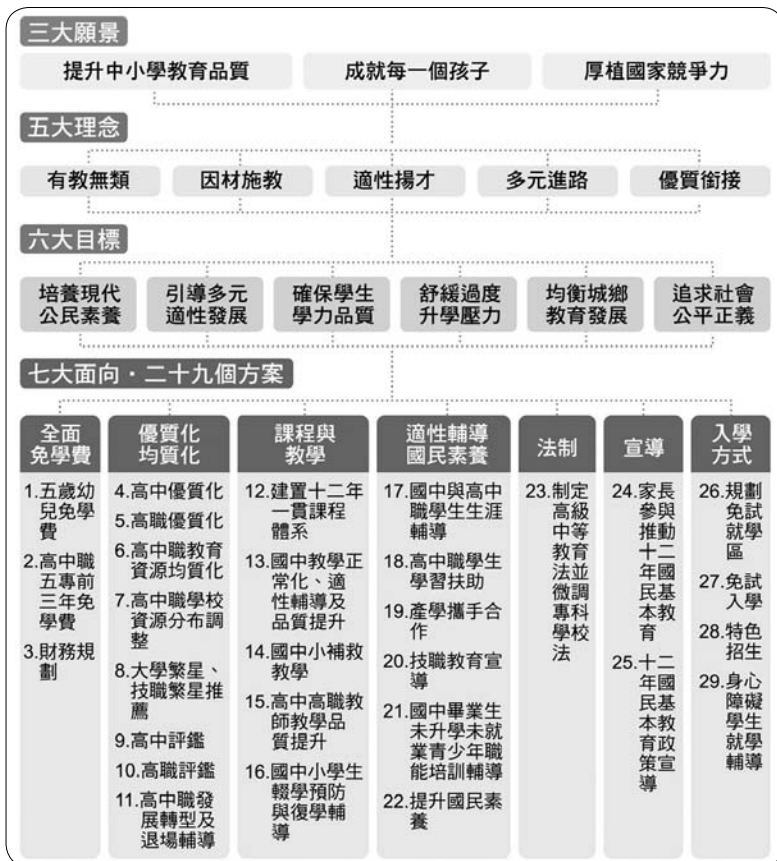 三大願景
提升中小學教育品質
成就每一個孩子
厚植國家競爭力
五大理念
有教無類
因材施教
適性揚才
多元進路
優質銜接
六大目標
培養現代
公民素養
引導多元
適性發展
確保學生
學力品質
舒緩過度
升學壓力
均衡城鄉
教育發展
追求社會
公平正義
七大面向・二十九個方案
全面
免學費
1.五歲幼
兒免學
費
2.高中職
五專前
三年免
學費
3.財務規
劃
優質化
均質化
4.高中優質化
5.高職優質化
6.高中職教育
資源均質化
7.高中職學校
資源分布調
整
8.大學繁星、
技職繁星推
薦
9.高中評鑑
10.高職評鑑
11.高中職發
展轉型及
退場輔導
課程與
教學
12.建置十二年
一貫課程
體系
13.國中教學正
常化、適
性輔導及
品質提升
14.國中小補救
教學
15.高中高職教
師教學品
質提升
16.國中小學生
輟學預防
與復學輔
導
適性輔導
國民素養
17.國中與高中
職學生生涯
輔導
18.高中職學生
學習扶助
19.產學攜手合
作
20.技職教育宣
導
21.國中畢業生
未升學未就
業青少年職
能培訓輔導
22.提升國民素
養
法制
23.制定
高級
中等
教育
法並
微調
專科
學校
法
宣導
24.家長
參與
推動
十二
年國
民基
本教
育
25.十二
年國
民基
本教
育政
策宣
導
入學
方式
26.規劃
免試
就學
區
27.免試
入學
28.特色
招生
29.身心
障礙
學生
就學
輔導